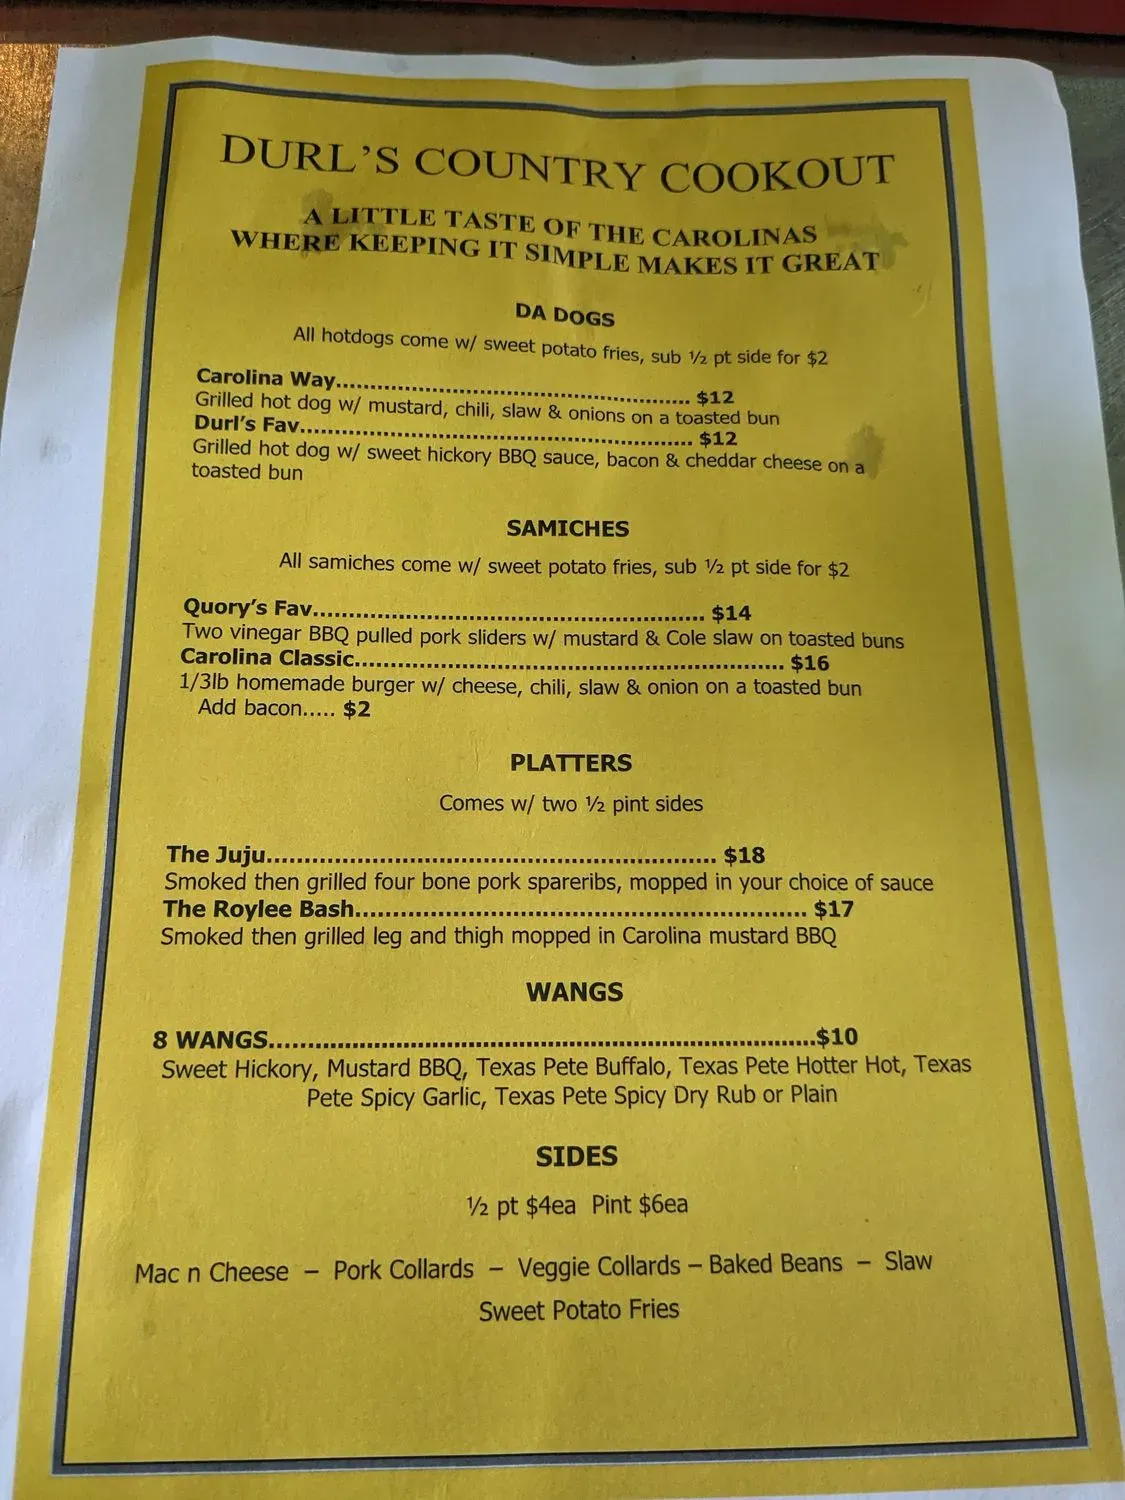 DURL'S COUNTRY COOKOUT
A LITTLE TASTE OF THE CAROLINAS
WHERE KEEPING IT SIMPLE MAKES IT GREAT
DA DOGS
All hotdogs come w/ sweet potato fries, sub ½ pt side for $2
Carolina Way................................................ $12
Grilled hot dog w/ mustard, chili, slaw & onions on a toasted bun
Durl's Fav..................................................... $12
Grilled hot dog w/ sweet hickory BBQ sauce, bacon & cheddar cheese on a
toasted bun
SAMICHES
All samiches come w/ sweet potato fries, sub ½ pt side for $2
Quory's Fav..................................................... $14
Two vinegar BBQ pulled pork sliders w/ mustard & Cole slaw on toasted buns
Carolina Classic.......................................................... $16
1/3lb homemade burger w/ cheese, chili, slaw & onion on a toasted bun
Add bacon..... $2
PLATTERS
Comes w/ two ½ pint sides
The Juju............................................................. $18
Smoked then grilled four bone pork spareribs, mopped in your choice of sauce
The Roylee Bash............................................................. $17
Smoked then grilled leg and thigh mopped in Carolina mustard BBQ
WANGS
8 WANGS..........................................................................$10
Sweet Hickory, Mustard BBQ, Texas Pete Buffalo, Texas Pete Hotter Hot, Texas
Pete Spicy Garlic, Texas Pete Spicy Dry Rub or Plain
SIDES
½ pt $4ea Pint $6ea
Mac n Cheese – Pork Collards – Veggie Collards – Baked Beans – Slaw
Sweet Potato Fries